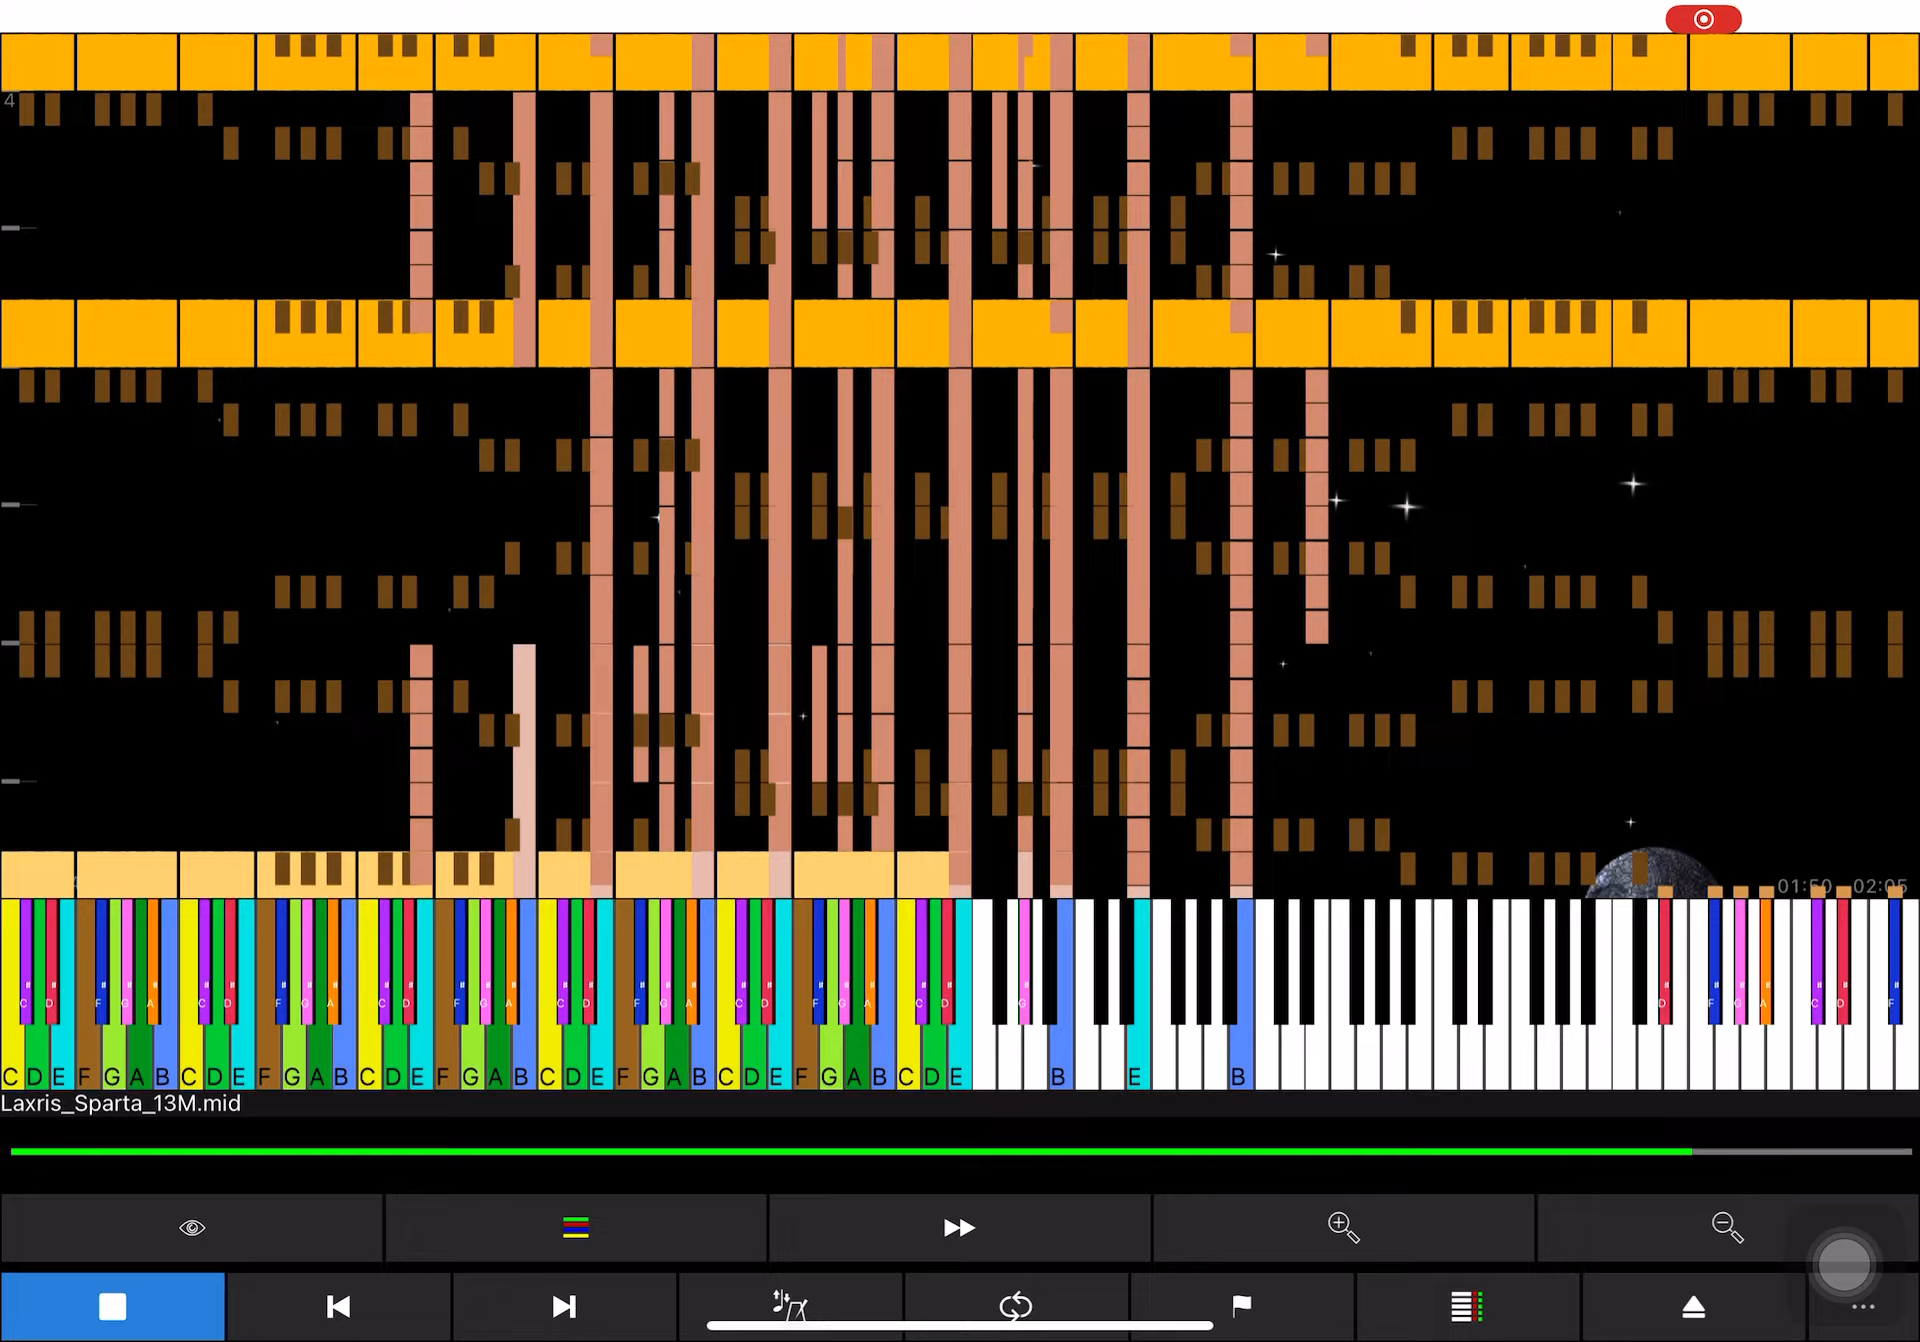 4
01:50 02:05
C D F G A C D F G A C D F G A C D F G A C D F G A C D G D F G A C D F
C D E F G A B C D E F G A B C D E F G A B C D E F G A B C D E F G A B C D E B E B
Laxris_Sparta_13M.mid